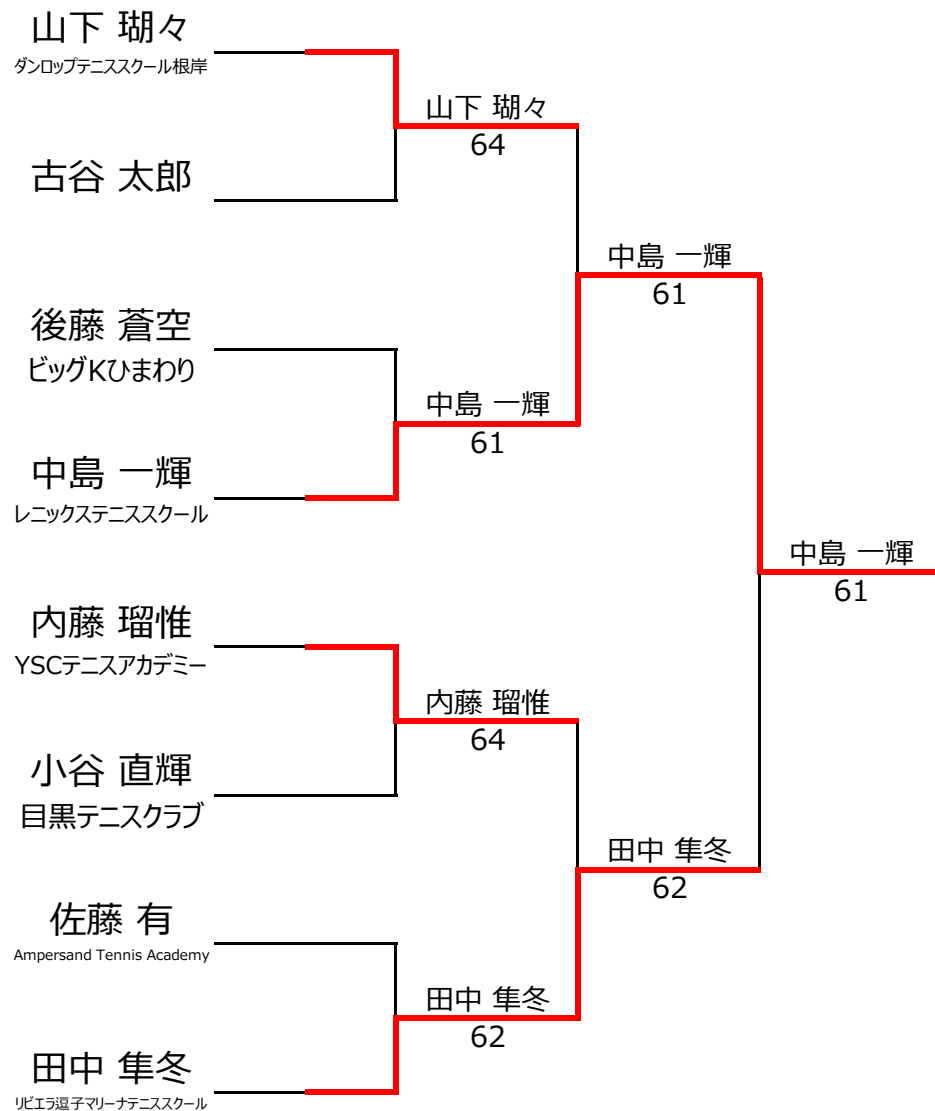 山下 瑚々
ダンロップテニススクール根岸
古谷 太郎
後藤 蒼空
ビッグKひまわり
中島 一輝
レニックステニススクール
内藤 瑠惟
YSCテニスアカデミー
小谷 直輝
目黒テニスクラブ
佐藤 有
Ampersand Tennis Academy
田中 隼冬
リビエラ逗子マリーナテニススクール
山下 瑚々
64
中島 一輝
61
内藤 瑠惟
64
田中 隼冬
62
中島 一輝
61
田中 隼冬
62
中島 一輝
61